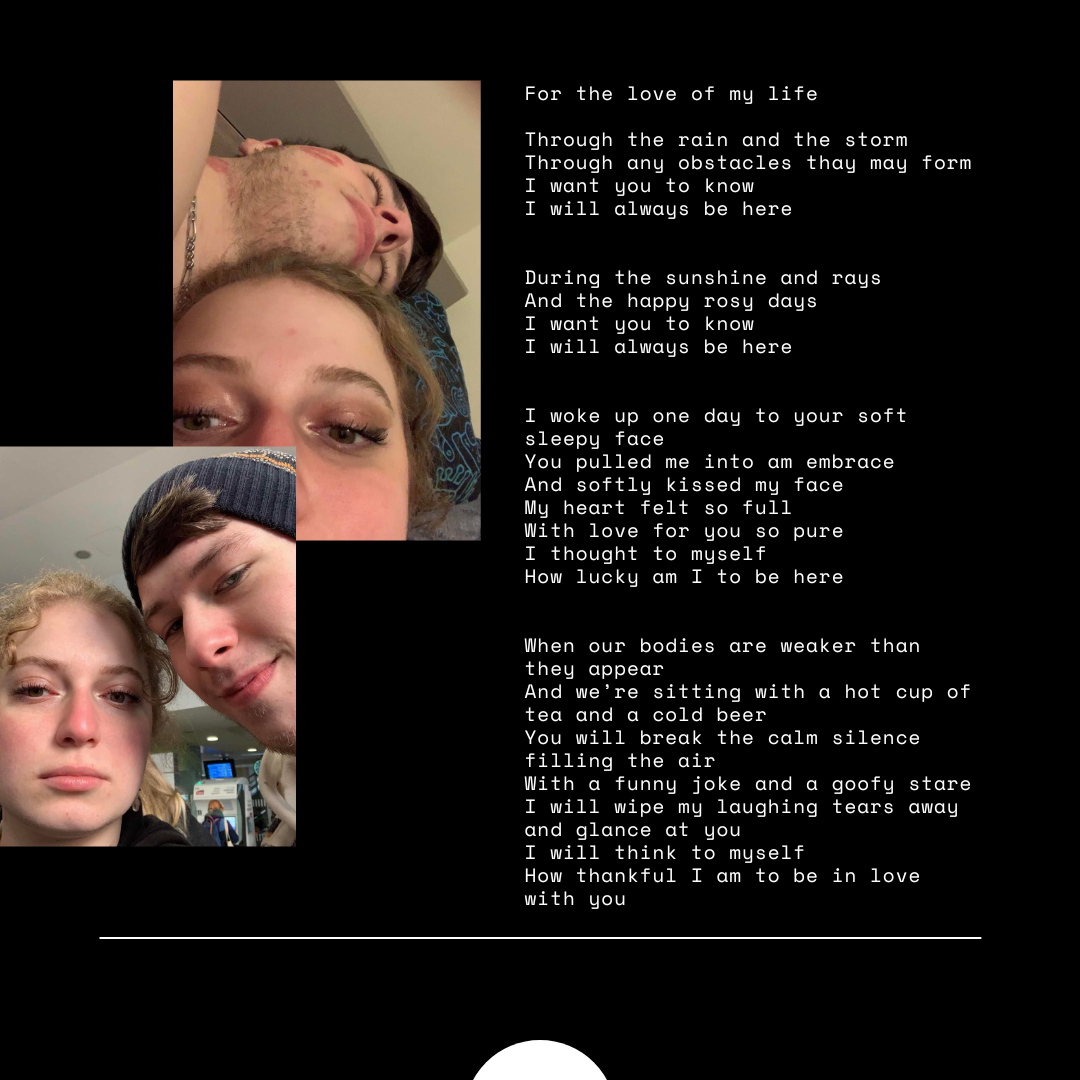 For the love of my life
Through the rain and the storm
Through any obstacles thay may form
I want you to know
I will always be here
During the sunshine and rays
And the happy rosy days
I want you to know
I will always be here
I woke up one day to your soft
sleepy face
You pulled me into am embrace
And softly kissed my face
My heart felt so full
With love for you so pure
I thought to myself
How lucky am I to be here
When our bodies are weaker than
they appear
And we’re sitting with a hot cup of
tea and a cold beer
You will break the calm silence
filling the air
With a funny joke and a goofy stare
I will wipe my laughing tears away
and glance at you
I will think to myself
How thankful I am to be in love
with you